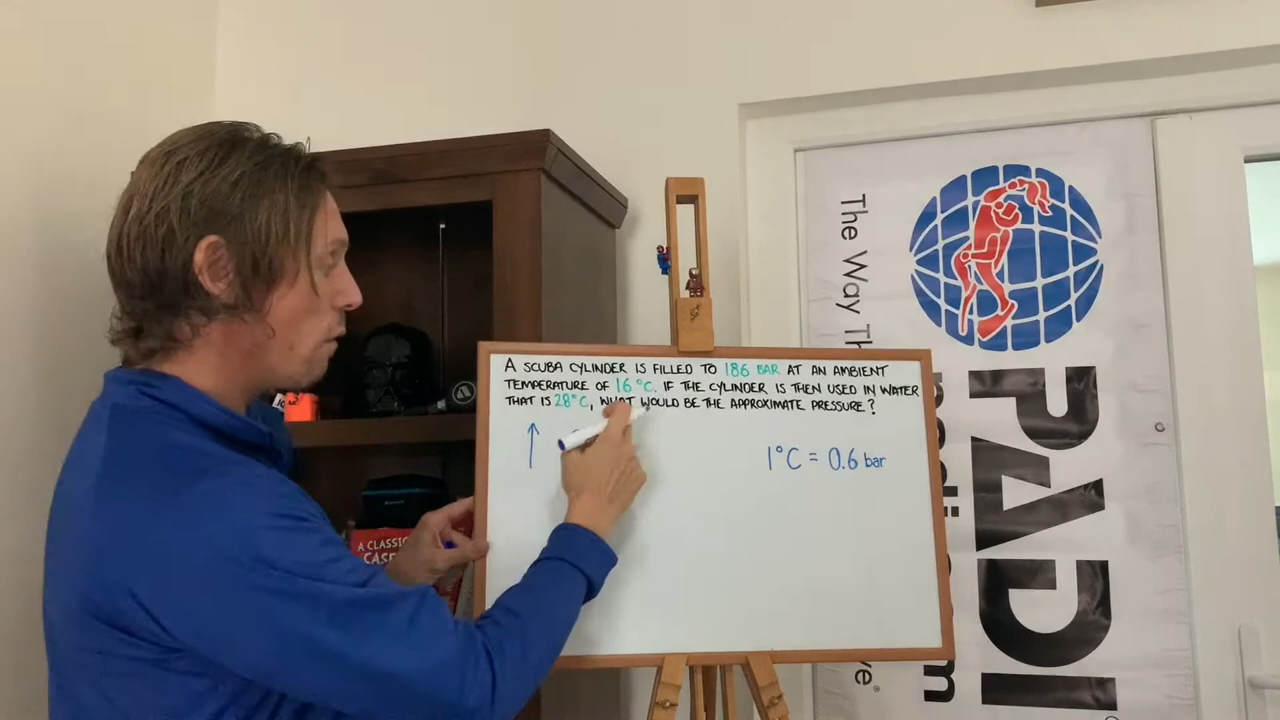 A SCUBA CYLINDER IS FILLED TO 186 BAR AT AN AMBIENT
TEMPERATURE OF 16 °C. IF THE CYLINDER IS THEN USED IN WATER
THAT IS 28°C, WHAT WOULD BE THE APPROXIMATE PRESSURE?
1°C = 0.6 bar
The Way Th
PADI
A CLASSIC
CASE